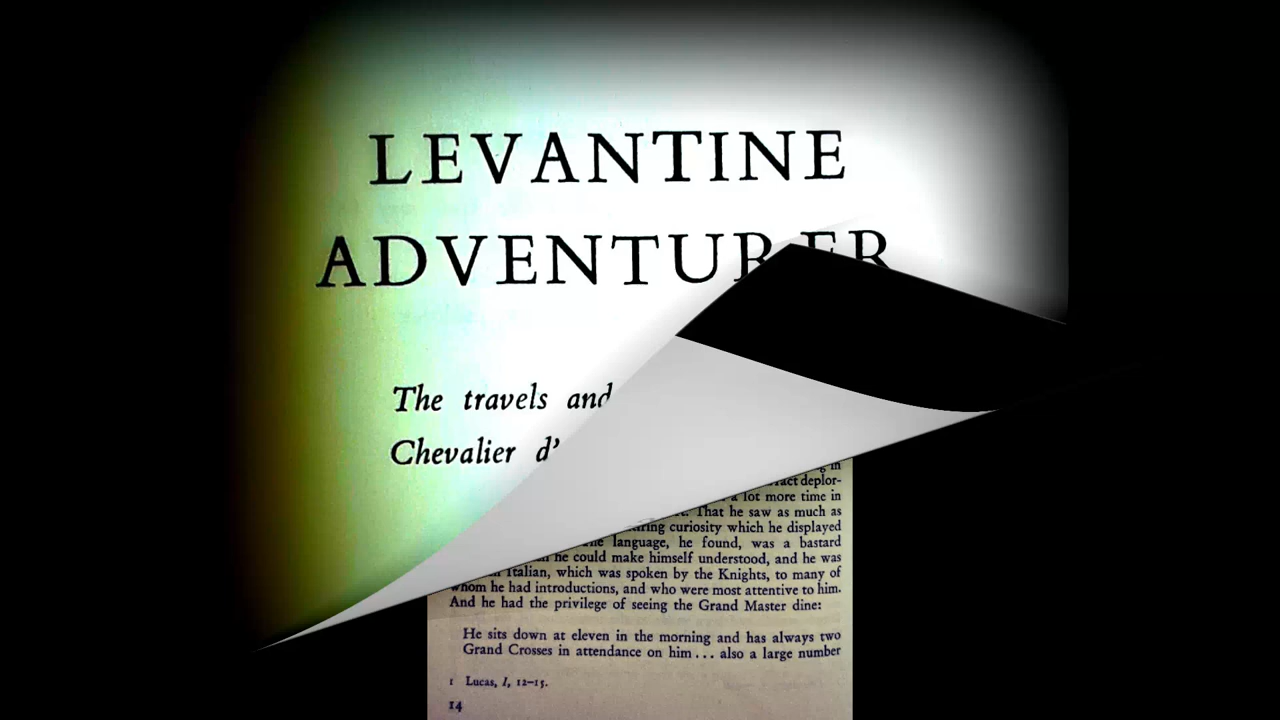 LEVANTINE
ADVENTURER
The travels and
Chevalier d'
in
deplor-
a lot more time in
That he saw as much as
curiosity which he displayed
language, he found, was a bastard
he could make himself understood, and he was
Italian, which was spoken by the Knights, to many of
whom he had introductions, and who were most attentive to him.
And he had the privilege of seeing the Grand Master dine:
He sits down at eleven in the morning and has always two
Grand Crosses in attendance on him ... also a large number
1 Lucas, I, 12–15.
14